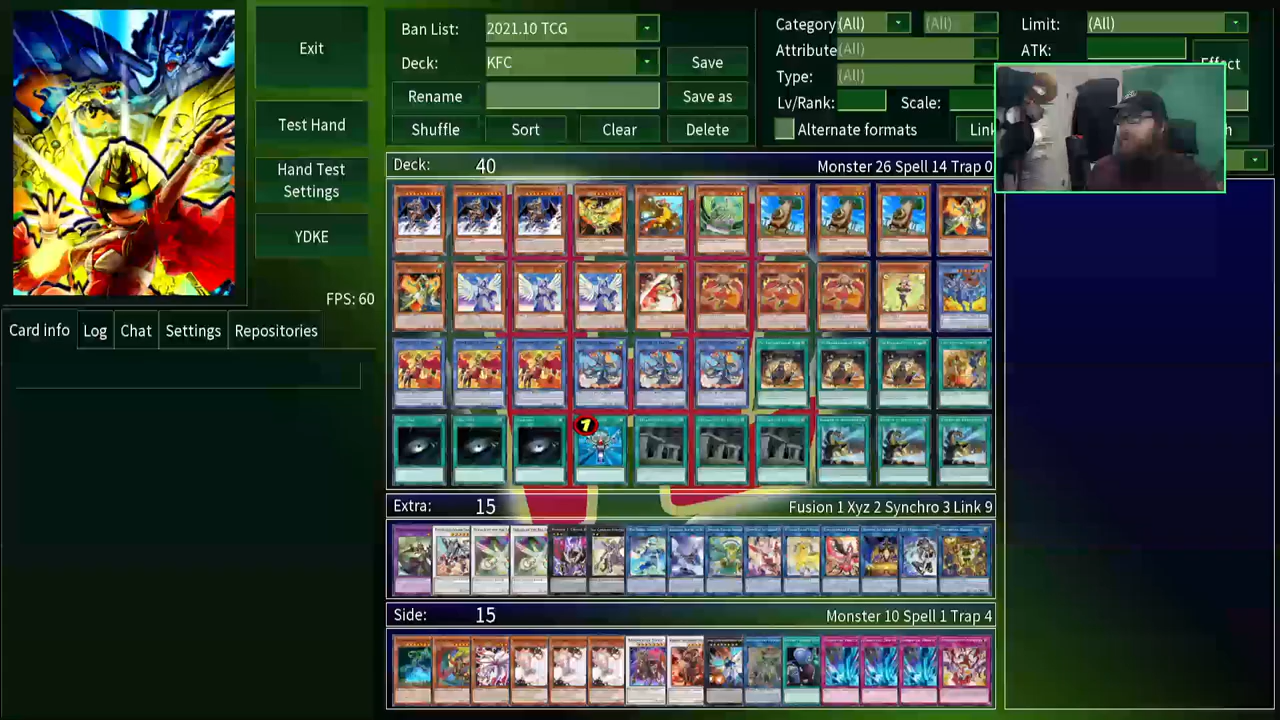 Exit
Test Hand
Hand Test
Settings
YDKE
FPS: 60
Card info
Log
Chat
Settings
Repositories
Ban List:
2021.10 TCG
Deck:
KFC
Save
Rename
Save as
Shuffle
Sort
Clear
Delete
Category
(All)
(All)
Limit:
(All)
Attribute
(All)
ATK:
Type:
(All)
Effect
Lv/Rank:
Scale:
Alternate formats
Link
Deck: 40
Monster 26 Spell 14 Trap 0
1
Extra: 15
Fusion 1 Xyz 2 Synchro 3 Link 9
Side: 15
Monster 10 Spell 1 Trap 4